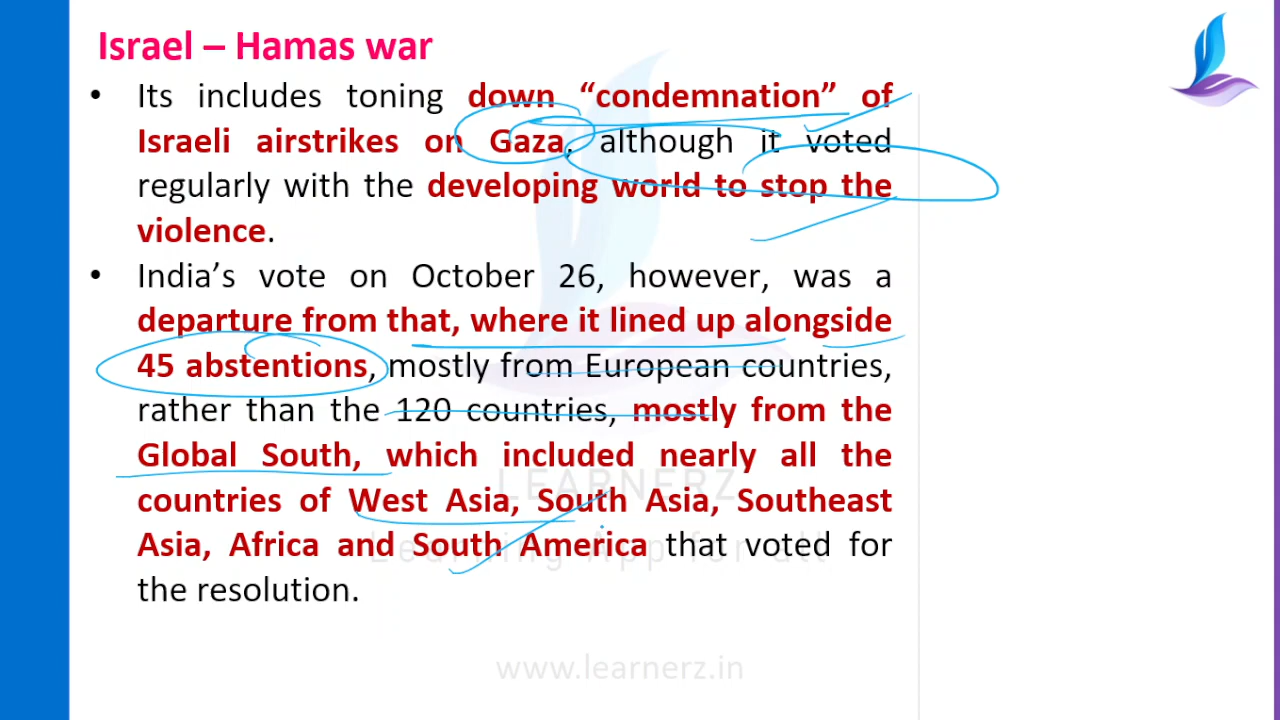 Israel – Hamas war
• Its includes toning down “condemnation” of
Israeli airstrikes on Gaza, although it voted
regularly with the developing world to stop the
violence.
• India’s vote on October 26, however, was a
departure from that, where it lined up alongside
45 abstentions, mostly from European countries,
rather than the 120 countries, mostly from the
Global South, which included nearly all the
countries of West Asia, South Asia, Southeast
Asia, Africa and South America that voted for
the resolution.
LEARNERZ
Learning App for all
www.learnerz.in